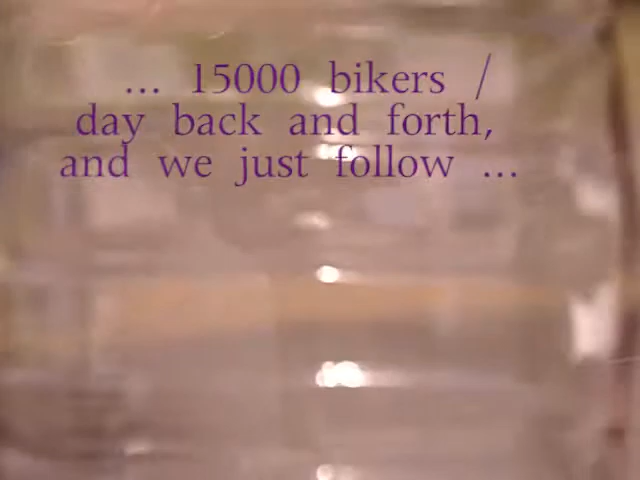 ... 15000 bikers /
day back and forth,
and we just follow ...